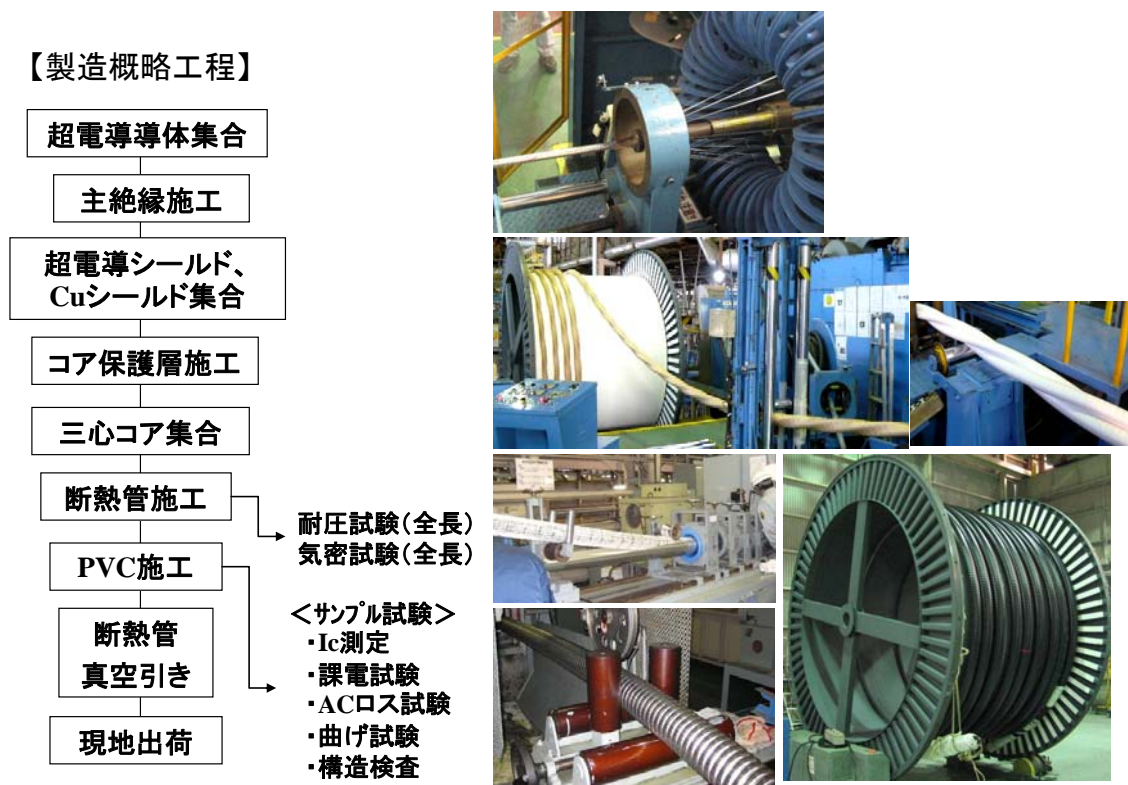 【製造概略工程】
超電導導体集合
主絶縁施工
超電導シールド、
Cuシールド集合
コア保護層施工
三心コア集合
断熱管施工
耐圧試験（全長）
気密試験（全長）
PVC施工
＜サンプル試験＞
・Ic測定
・課電試験
・ACロス試験
・曲げ試験
・構造検査
断熱管
真空引き
現地出荷